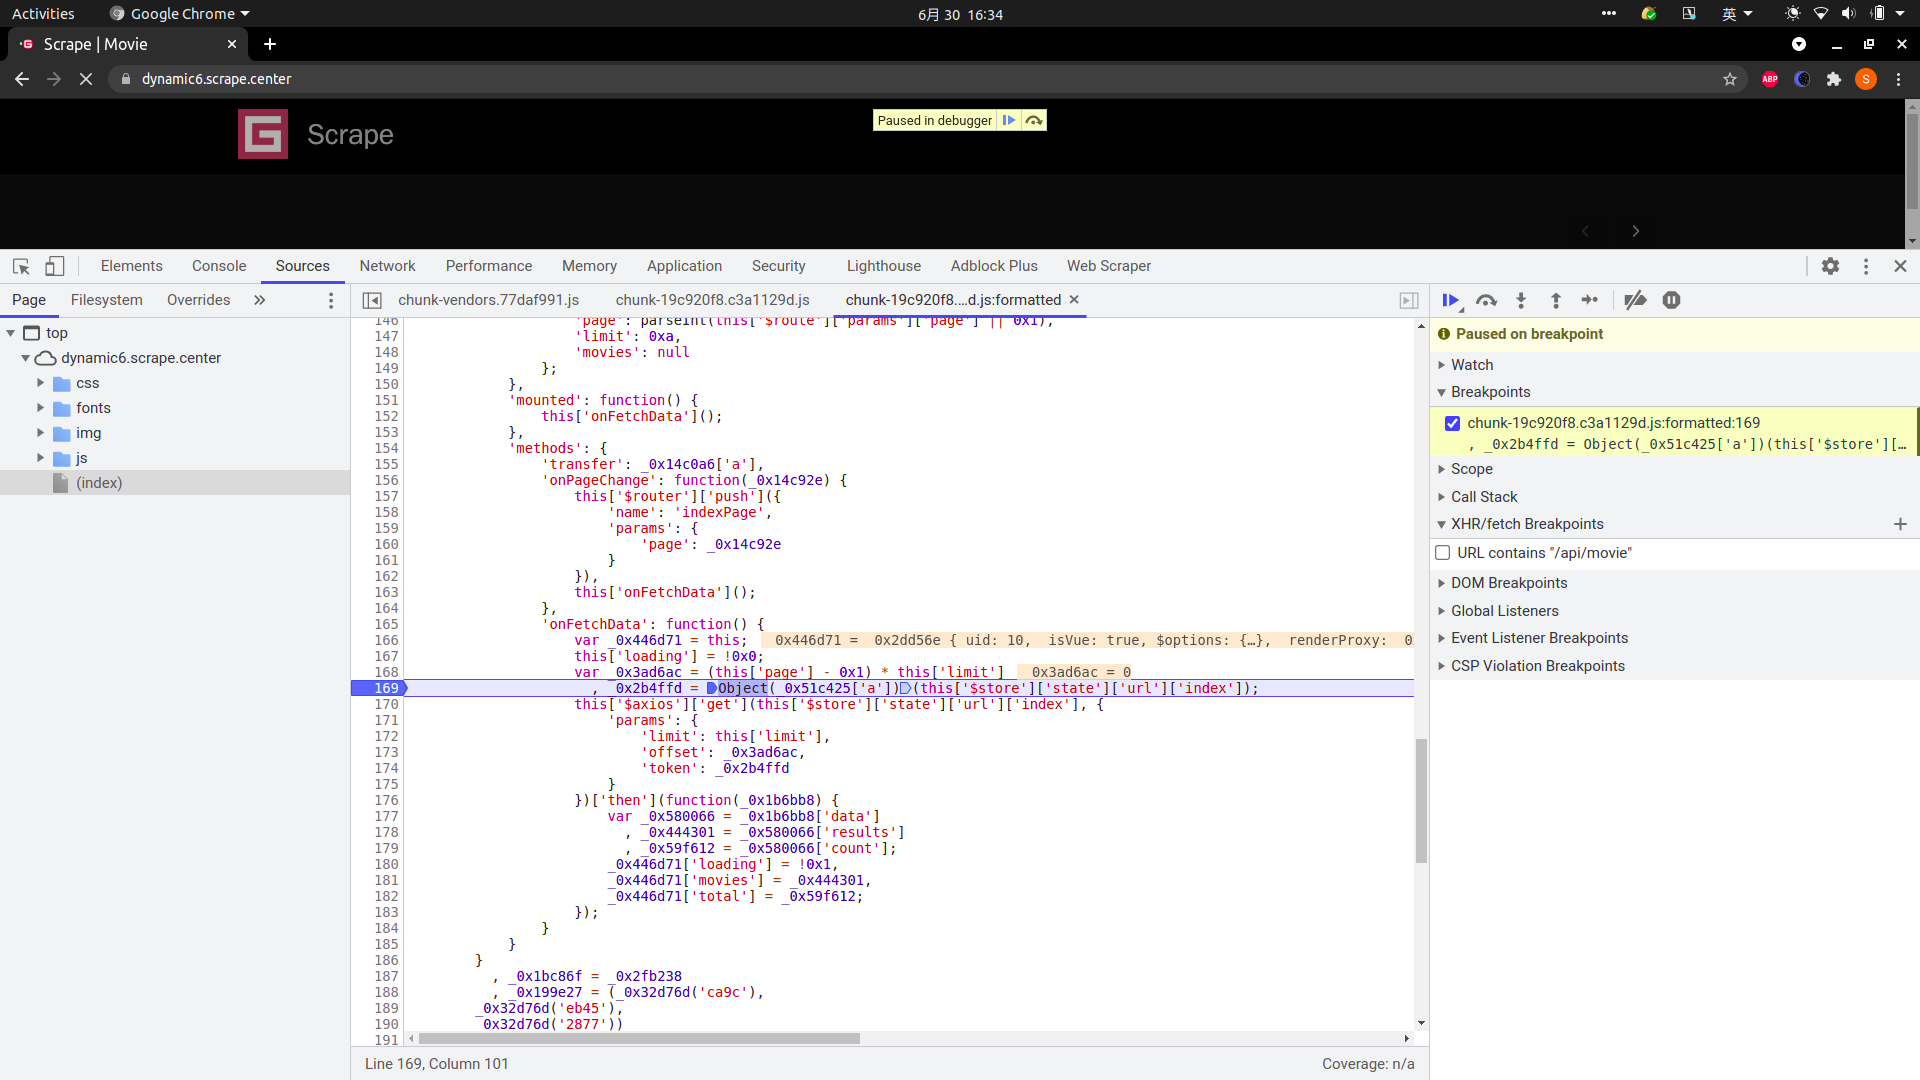 Activities Google Chrome 6月 30 16:34 英
Scrape | Movie
dynamic6.scrape.center ABP S
Scrape
Paused in debugger
Elements Console Sources Network Performance Memory Application Security Lighthouse Adblock Plus Web Scraper
Page Filesystem Overrides
chunk-vendors.77daf991.js chunk-19c920f8.c3a1129d.js chunk-19c920f8.…d.js:formatted
top
dynamic6.scrape.center
css
fonts
img
js
(index)
146 'page': parseInt(this['$route']['params']['page'] || 0x1),
147 'limit': 0xa,
148 'movies': null
149 };
150 },
151 'mounted': function() {
152 this['onFetchData']();
153 },
154 'methods': {
155 'transfer': _0x14c0a6['a'],
156 'onPageChange': function(_0x14c92e) {
157 this['$router']['push']({
158 'name': 'indexPage',
159 'params': {
160 'page': _0x14c92e
161 }
162 }),
163 this['onFetchData']();
164 },
165 'onFetchData': function() {
166 var _0x446d71 = this; _0x446d71 = _0x2dd56e {_uid: 10, _isVue: true, $options: {…}, _renderProxy: 
167 this['loading'] = !0x0;
168 var _0x3ad6ac = (this['page'] - 0x1) * this['limit'] _0x3ad6ac = 0
169 , _0x2b4ffd = Object(_0x51c425['a'])(this['$store']['state']['url']['index']);
170 this['$axios']['get'](this['$store']['state']['url']['index'], {
171 'params': {
172 'limit': this['limit'],
173 'offset': _0x3ad6ac,
174 'token': _0x2b4ffd
175 }
176 })['then'](function(_0x1b6bb8) {
177 var _0x580066 = _0x1b6bb8['data']
178 , _0x444301 = _0x580066['results']
179 , _0x59f612 = _0x580066['count'];
180 _0x446d71['loading'] = !0x1,
181 _0x446d71['movies'] = _0x444301,
182 _0x446d71['total'] = _0x59f612;
183 });
184 }
185 }
186 }
187 , _0x1bc86f = _0x2fb238
188 , _0x199e27 = (_0x32d76d('ca9c'),
189 _0x32d76d('eb45'),
190 _0x32d76d('2877'))
191
Line 169, Column 101 Coverage: n/a
Paused on breakpoint
Watch
Breakpoints
chunk-19c920f8.c3a1129d.js:formatted:169
, _0x2b4ffd = Object(_0x51c425['a'])(this['$store'][…
Scope
Call Stack
XHR/fetch Breakpoints
URL contains "/api/movie"
DOM Breakpoints
Global Listeners
Event Listener Breakpoints
CSP Violation Breakpoints